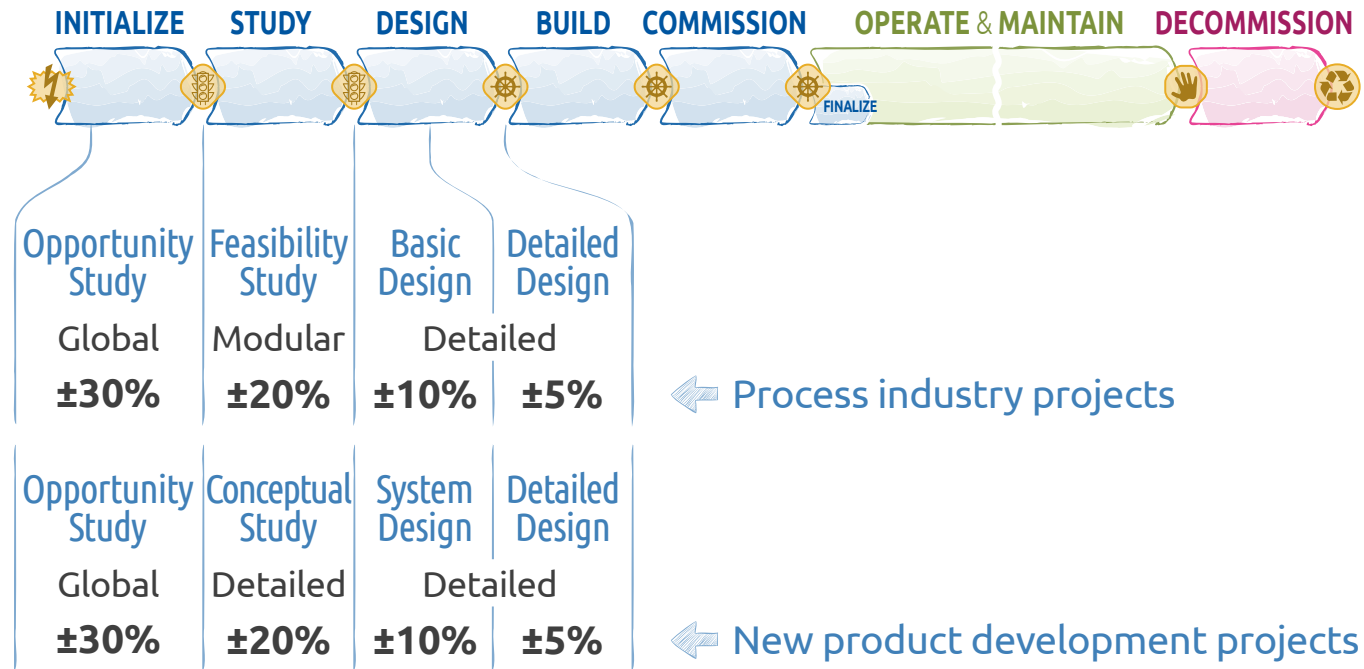 INITIALIZE STUDY DESIGN BUILD COMMISSION OPERATE & MAINTAIN DECOMMISSION
FINALIZE
Opportunity Feasibility Basic Detailed
Study Study Design Design
Global Modular Detailed
±30% ±20% ±10% ±5% Process industry projects
Opportunity Conceptual System Detailed
Study Study Design Design
Global Detailed Detailed
±30% ±20% ±10% ±5% New product development projects